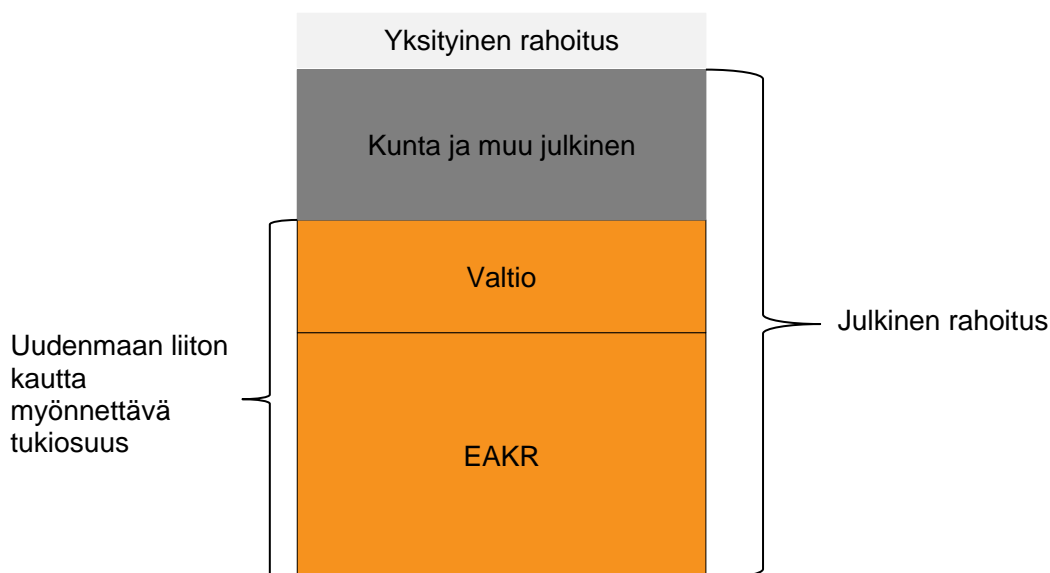 Yksityinen rahoitus
Kunta ja muu julkinen
Valtio
EAKR
Uudenmaan liiton
kautta
myönnettävä
tukiosuus
Julkinen rahoitus